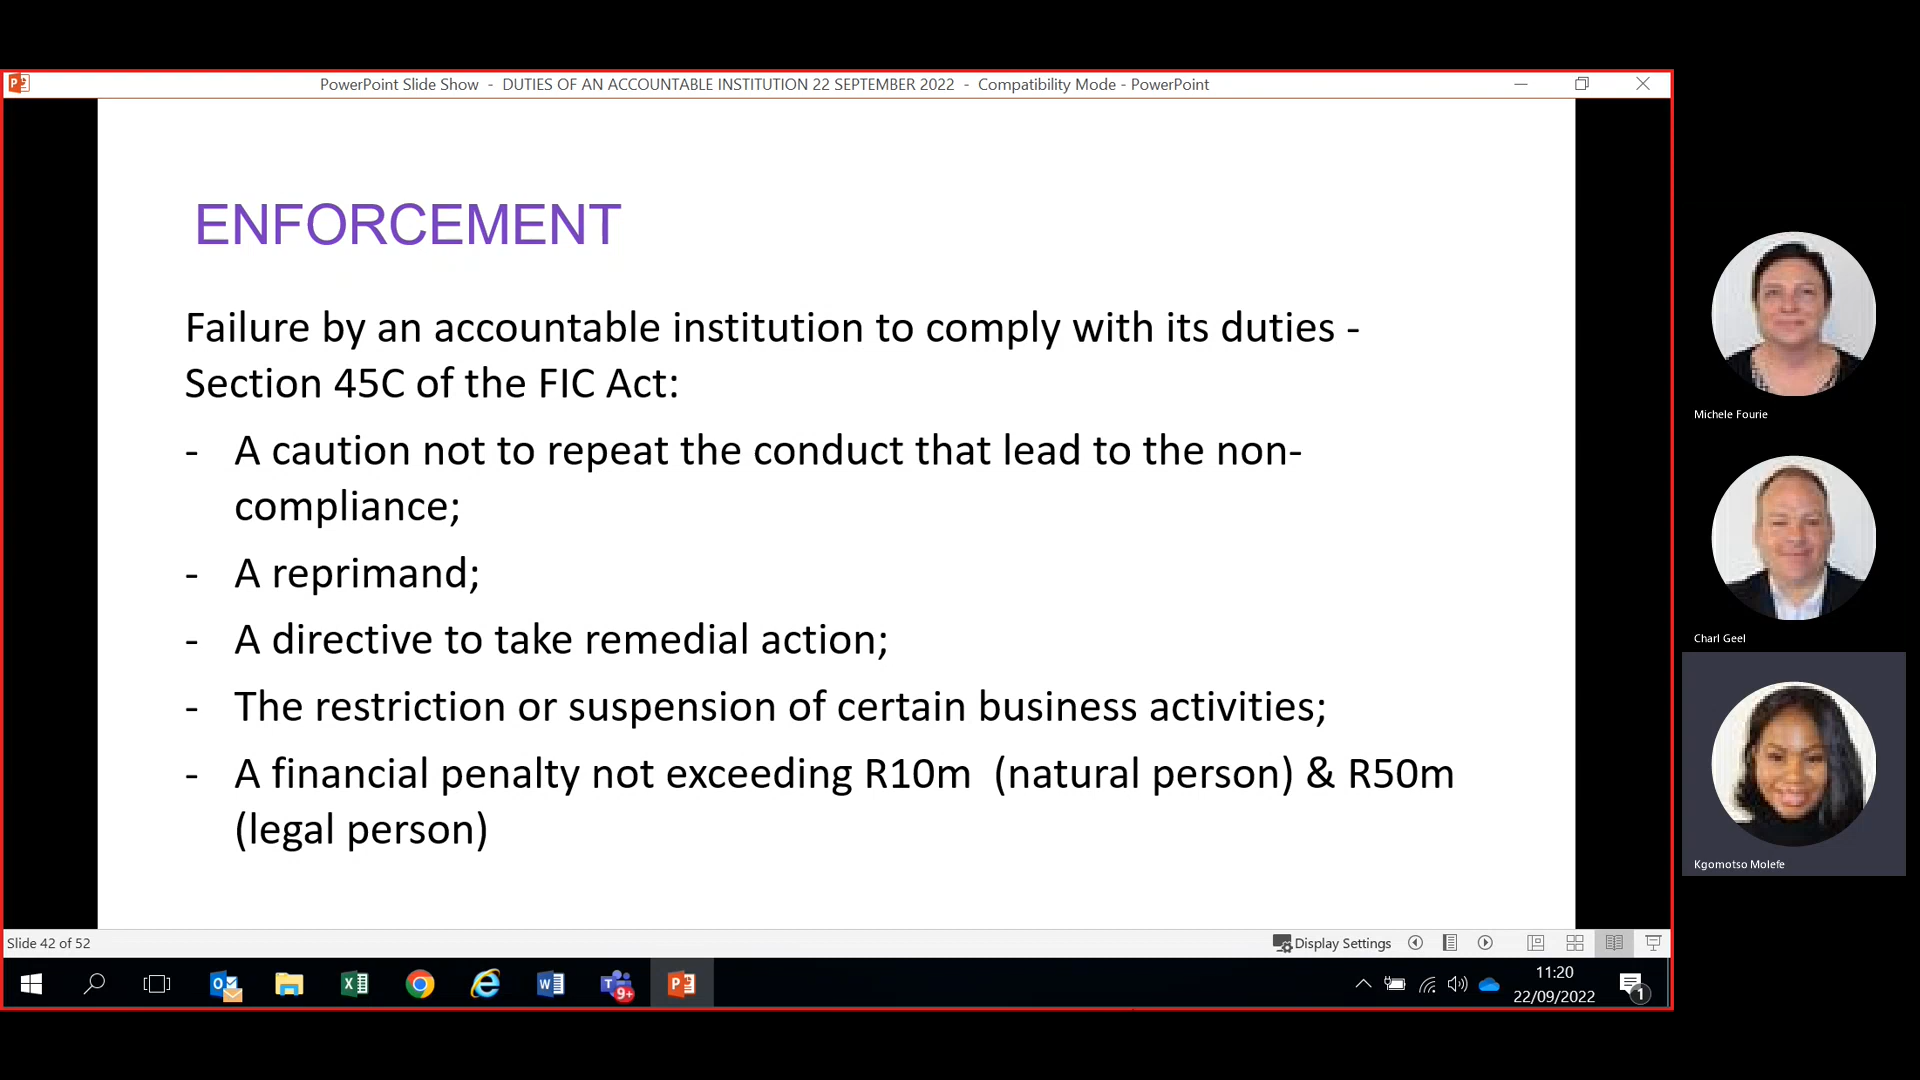 PowerPoint Slide Show - DUTIES OF AN ACCOUNTABLE INSTITUTION 22 SEPTEMBER 2022 - Compatibility Mode - PowerPoint
ENFORCEMENT
Failure by an accountable institution to comply with its duties -
Section 45C of the FIC Act:
- A caution not to repeat the conduct that lead to the non-
compliance;
- A reprimand;
- A directive to take remedial action;
- The restriction or suspension of certain business activities;
- A financial penalty not exceeding R10m (natural person) & R50m
(legal person)
Michele Fourie
Charl Geel
Kgomotso Molefe
Slide 42 of 52
Display Settings
9+
11:20
22/09/2022
1